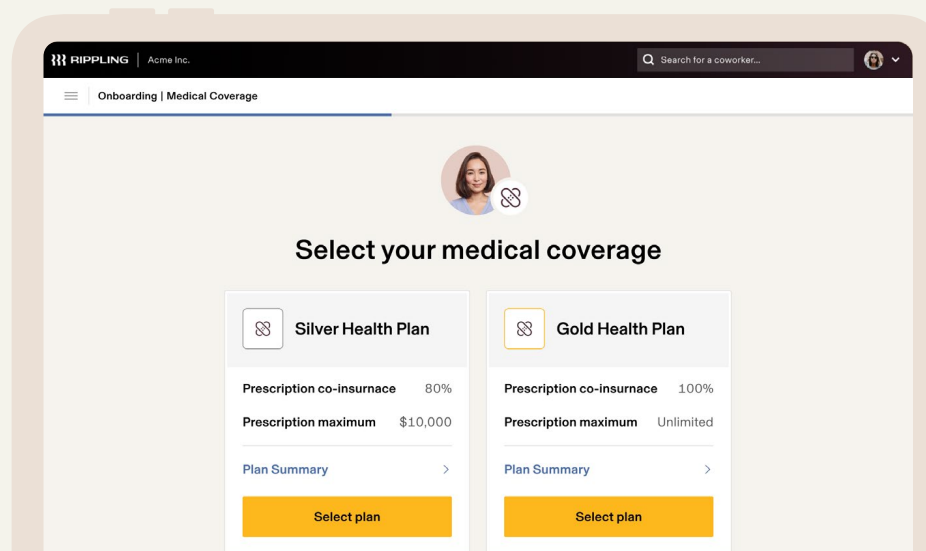 RIPPLING Acme Inc. Search for a coworker...
Onboarding | Medical Coverage
Select your medical coverage
Silver Health Plan
Prescription co-insurnace 80%
Prescription maximum $10,000
Plan Summary
Select plan
Gold Health Plan
Prescription co-insurnace 100%
Prescription maximum Unlimited
Plan Summary
Select plan